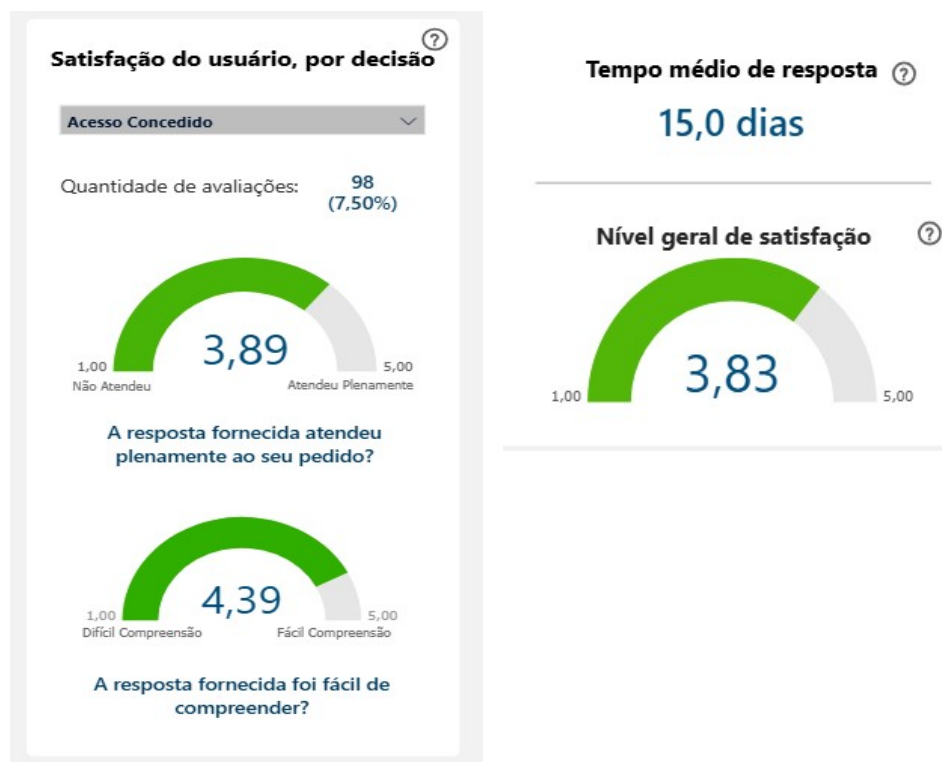 Satisfação do usuário, por decisão
?
Acesso Concedido
Quantidade de avaliações:
98
(7,50%)
3,89
1,00
5,00
Não Atendeu
Atendeu Plenamente
A resposta fornecida atendeu
plenamente ao seu pedido?
4,39
1,00
5,00
Difícil Compreensão
Fácil Compreensão
A resposta fornecida foi fácil de
compreender?
Tempo médio de resposta
?
15,0 dias
Nível geral de satisfação
?
3,83
1,00
5,00